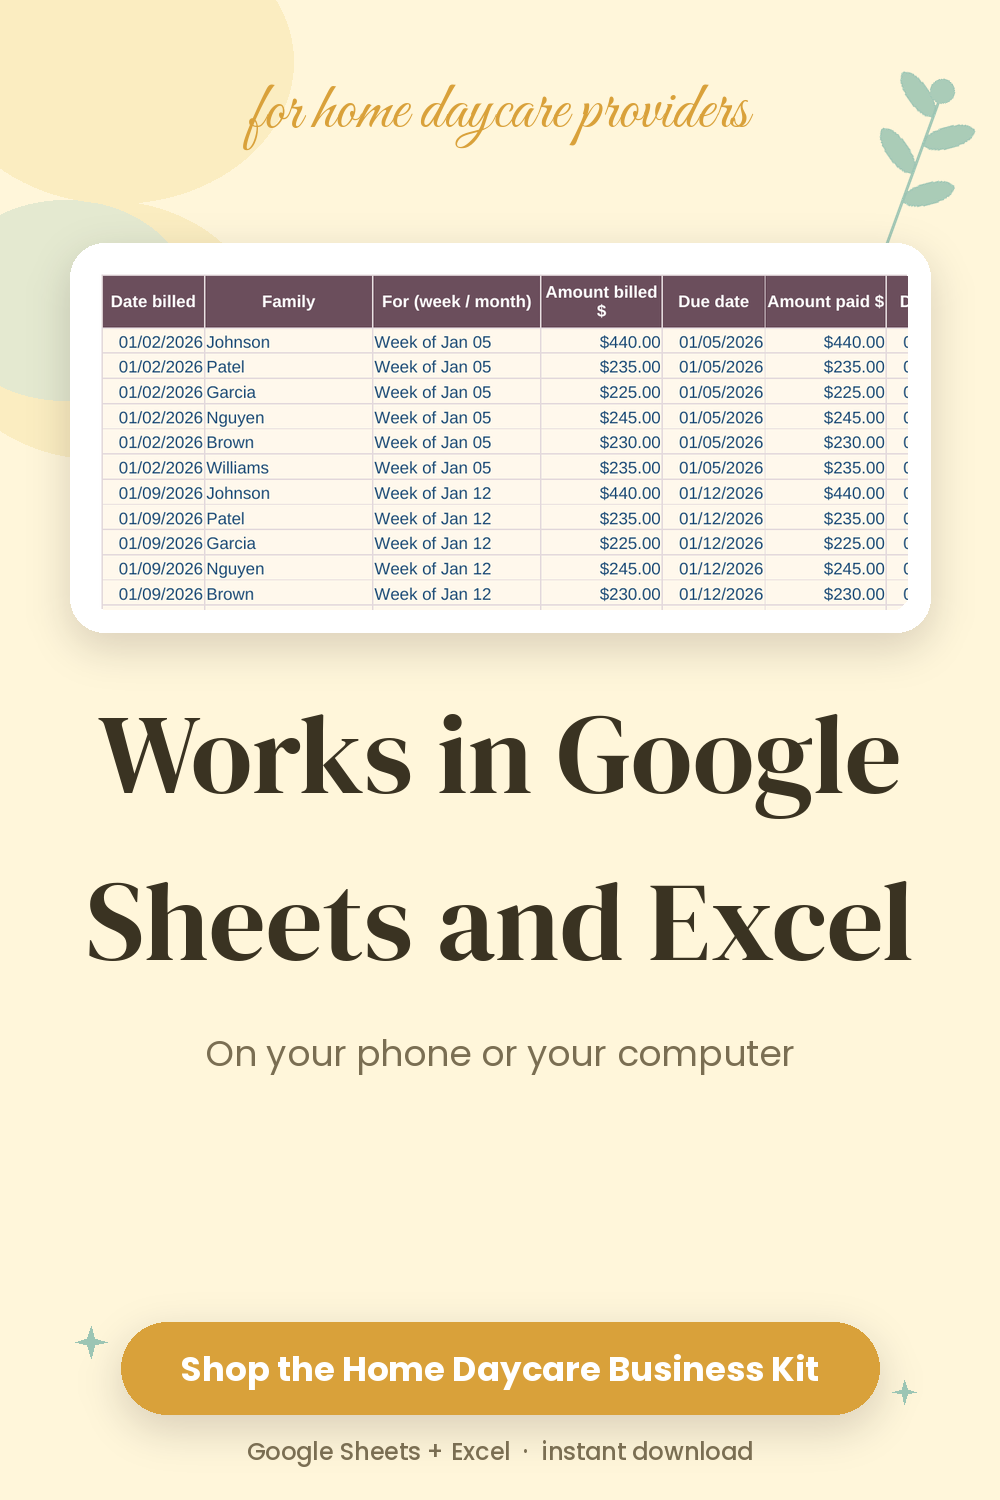 for home daycare providers
Date billed Family For (week / month) Amount billed $ Due date Amount paid $ D
01/02/2026 Johnson Week of Jan 05 $440.00 01/05/2026 $440.00
01/02/2026 Patel Week of Jan 05 $235.00 01/05/2026 $235.00
01/02/2026 Garcia Week of Jan 05 $225.00 01/05/2026 $225.00
01/02/2026 Nguyen Week of Jan 05 $245.00 01/05/2026 $245.00
01/02/2026 Brown Week of Jan 05 $230.00 01/05/2026 $230.00
01/02/2026 Williams Week of Jan 05 $235.00 01/05/2026 $235.00
01/09/2026 Johnson Week of Jan 12 $440.00 01/12/2026 $440.00
01/09/2026 Patel Week of Jan 12 $235.00 01/12/2026 $235.00
01/09/2026 Garcia Week of Jan 12 $225.00 01/12/2026 $225.00
01/09/2026 Nguyen Week of Jan 12 $245.00 01/12/2026 $245.00
01/09/2026 Brown Week of Jan 12 $230.00 01/12/2026 $230.00
Works in Google
Sheets and Excel
On your phone or your computer
Shop the Home Daycare Business Kit
Google Sheets + Excel · instant download